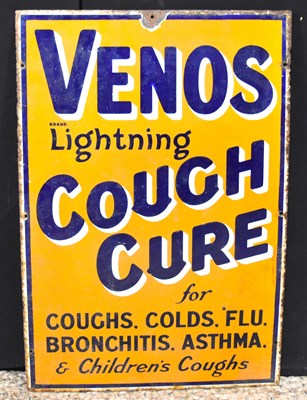 VENOS
BRAND
Lightning
COUGH
CURE
for
COUGHS. COLDS. 'FLU.
BRONCHITIS. ASTHMA.
& Children's Coughs